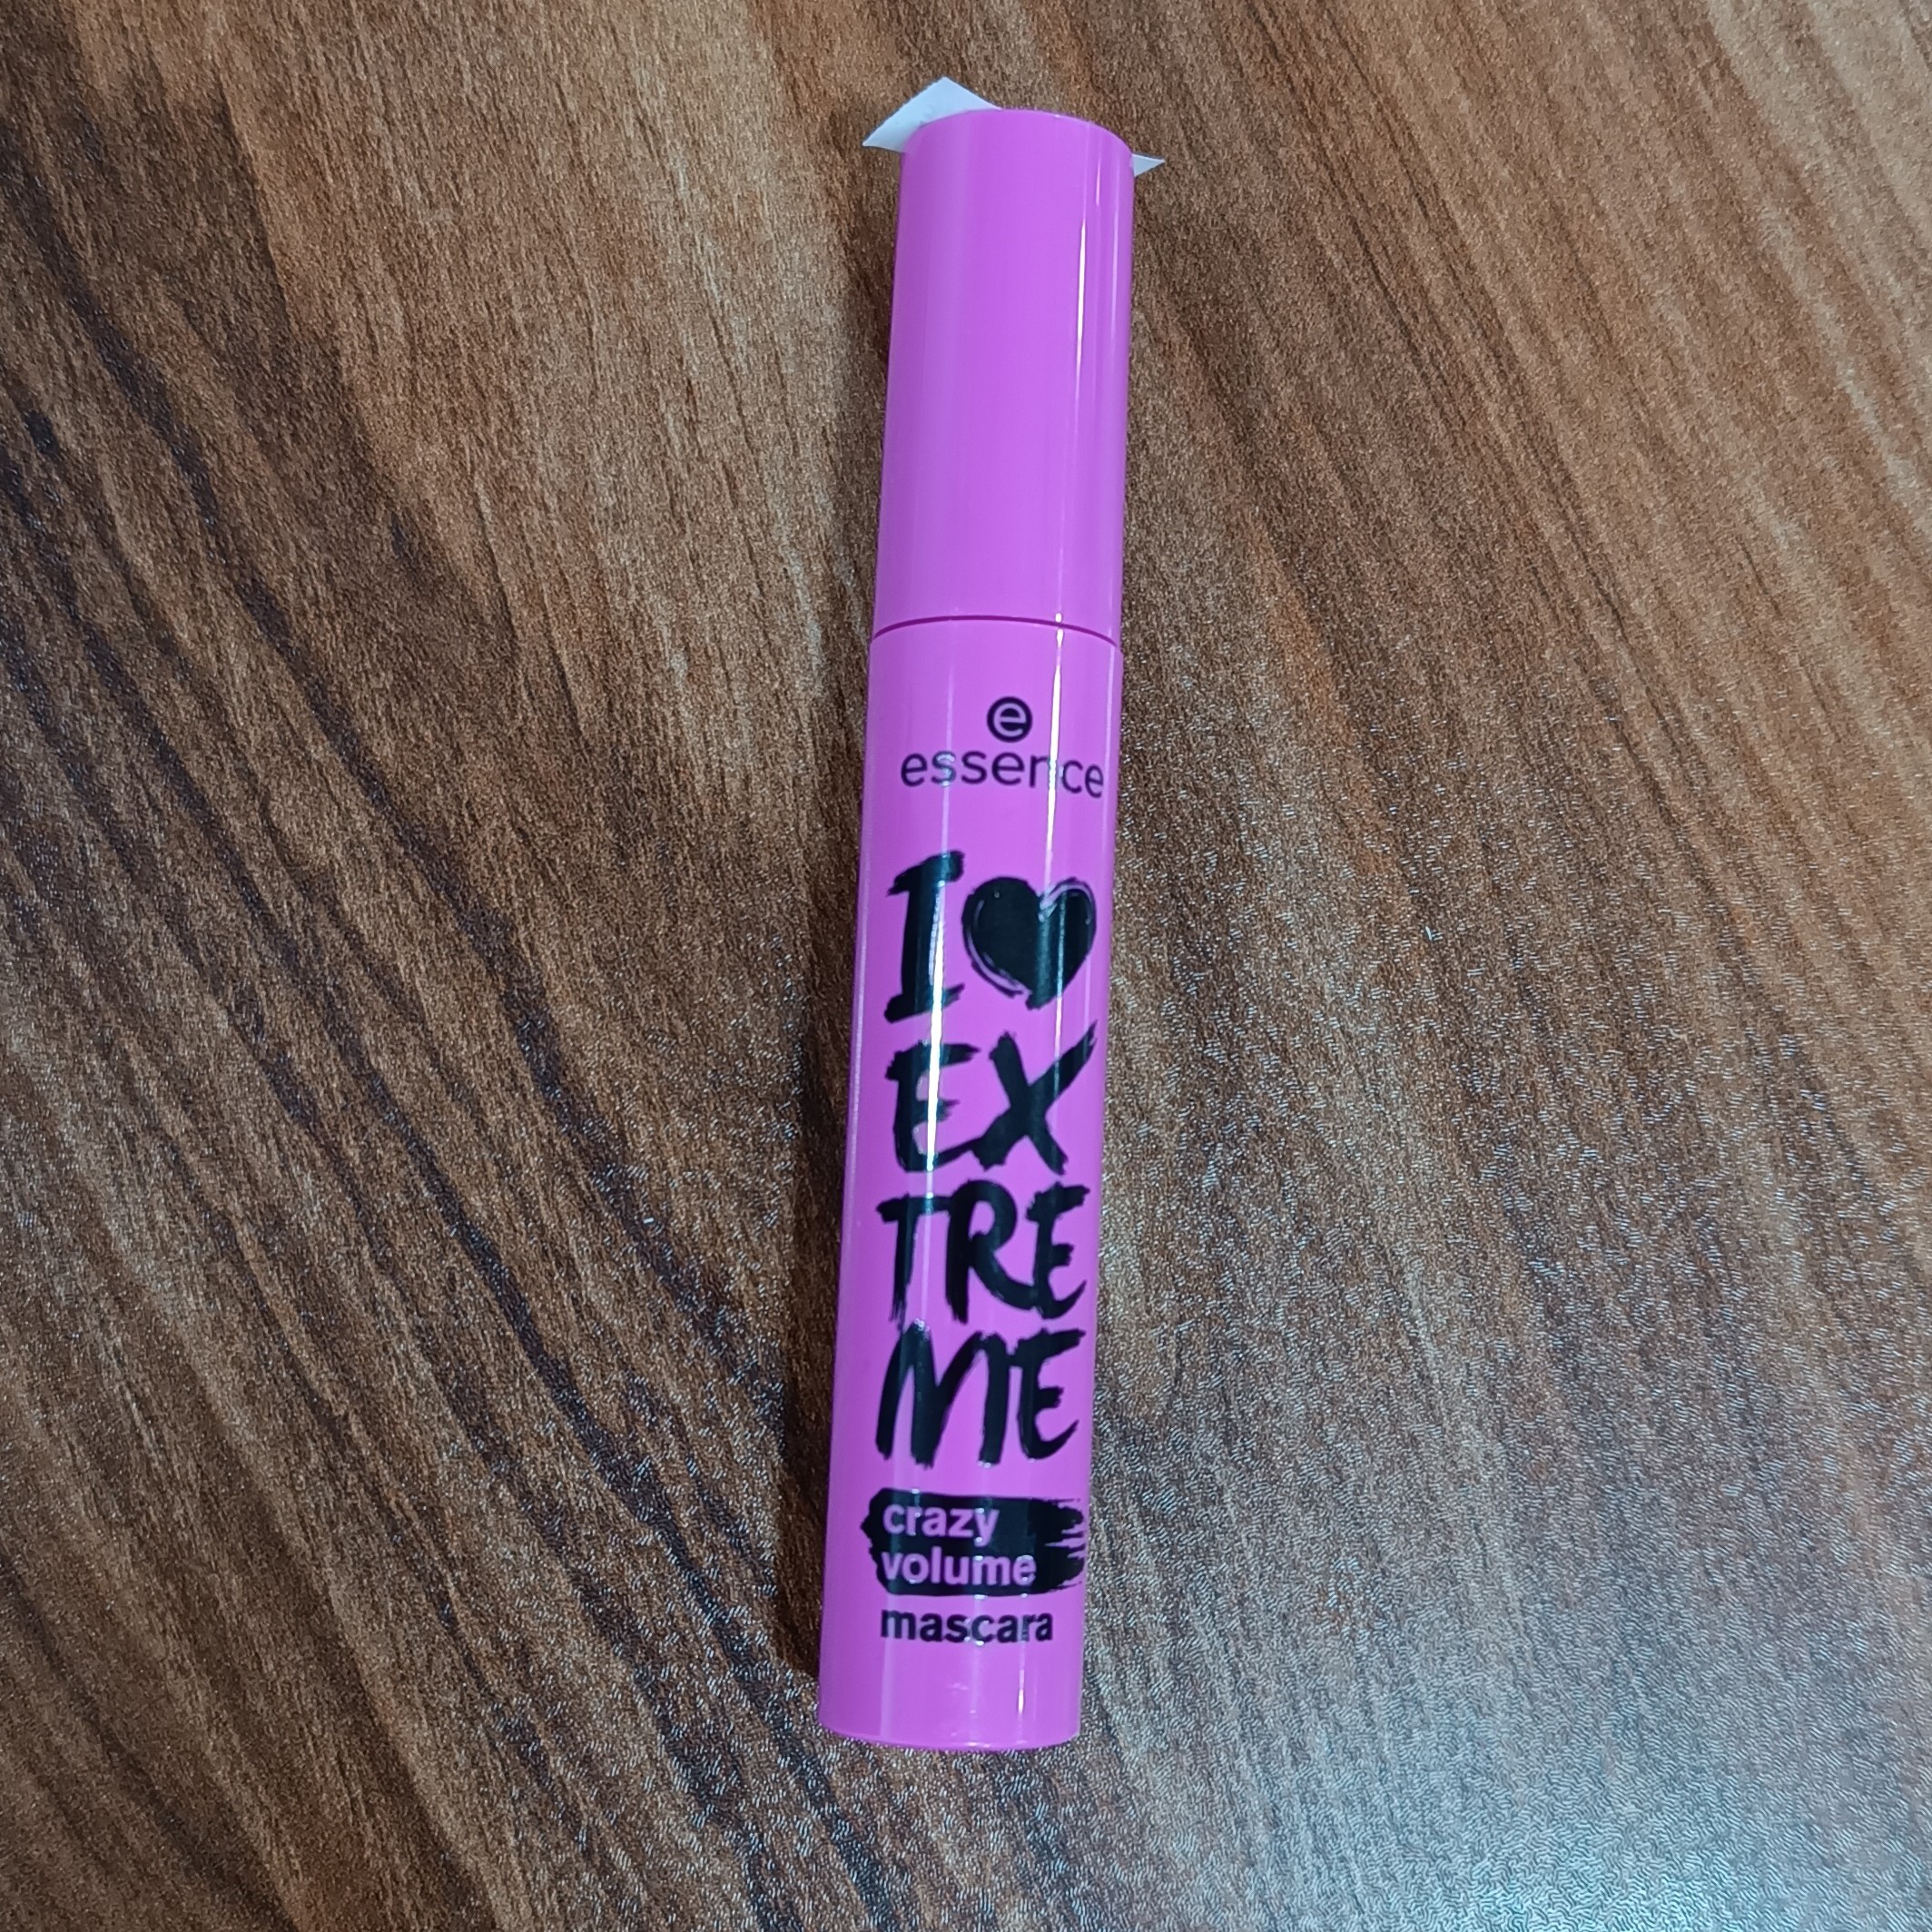 e
essence
I ♥
EX
TRE
ME
crazy
volume
mascara